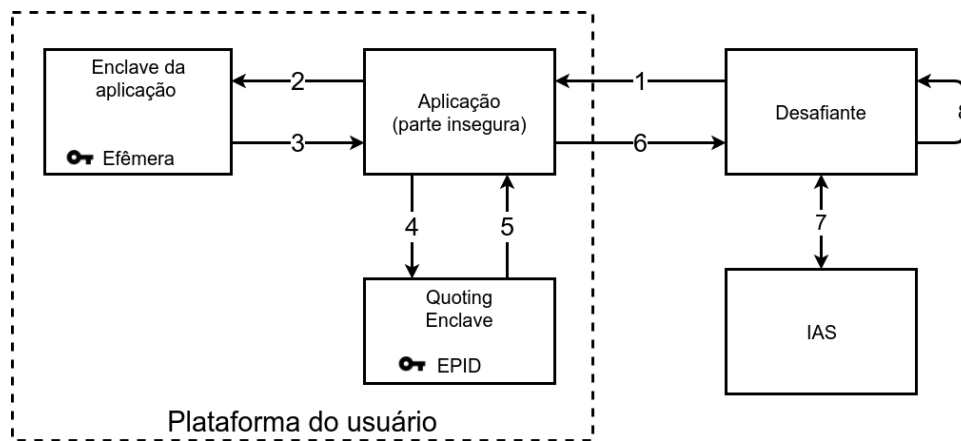 Enclave da
aplicação
Efêmera
2
3
Aplicação
(parte insegura)
1
6
Desafiante
8
4
5
7
Quoting
Enclave
EPID
IAS
Plataforma do usuário